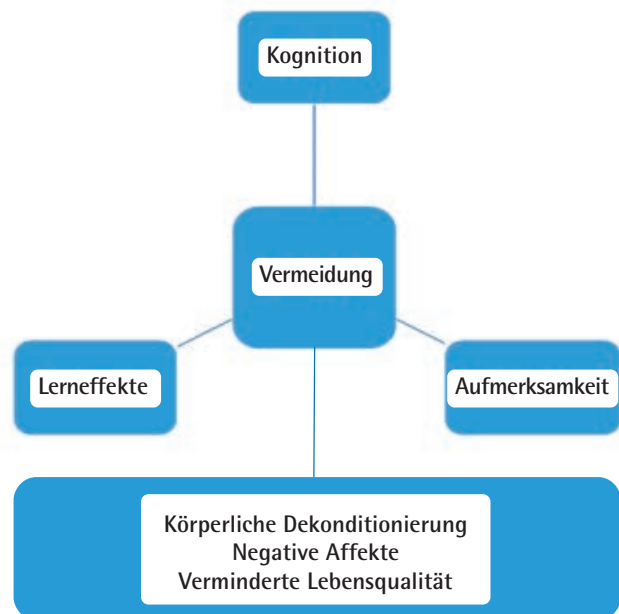 Kognition
Vermeidung
Lerneffekte
Aufmerksamkeit
Körperliche Dekonditionierung
Negative Affekte
Verminderte Lebensqualität